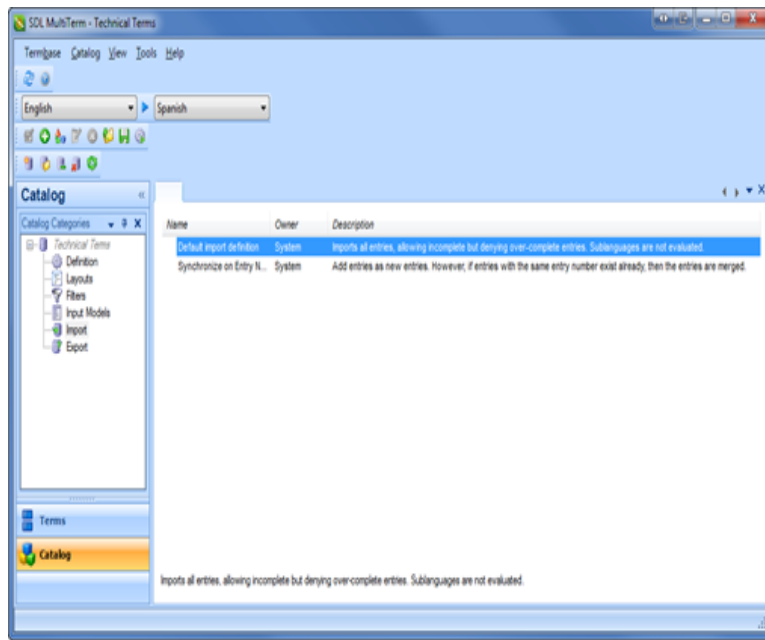 SDL MultiTerm - Technical Terms
Termbase Catalog View Tools Help
English Spanish
Catalog
Catalog Categories
Technical Terms
Definition
Layouts
Filters
Input Models
Import
Export
Terms
Catalog
Name Owner Description
Default import definition System Imports all entries, allowing incomplete but denying over-complete entries. Sublanguages are not evaluated.
Synchronize on Entry N... System Add entries as new entries. However, if entries with the same entry number exist already, then the entries are merged.
Imports all entries, allowing incomplete but denying over-complete entries. Sublanguages are not evaluated.